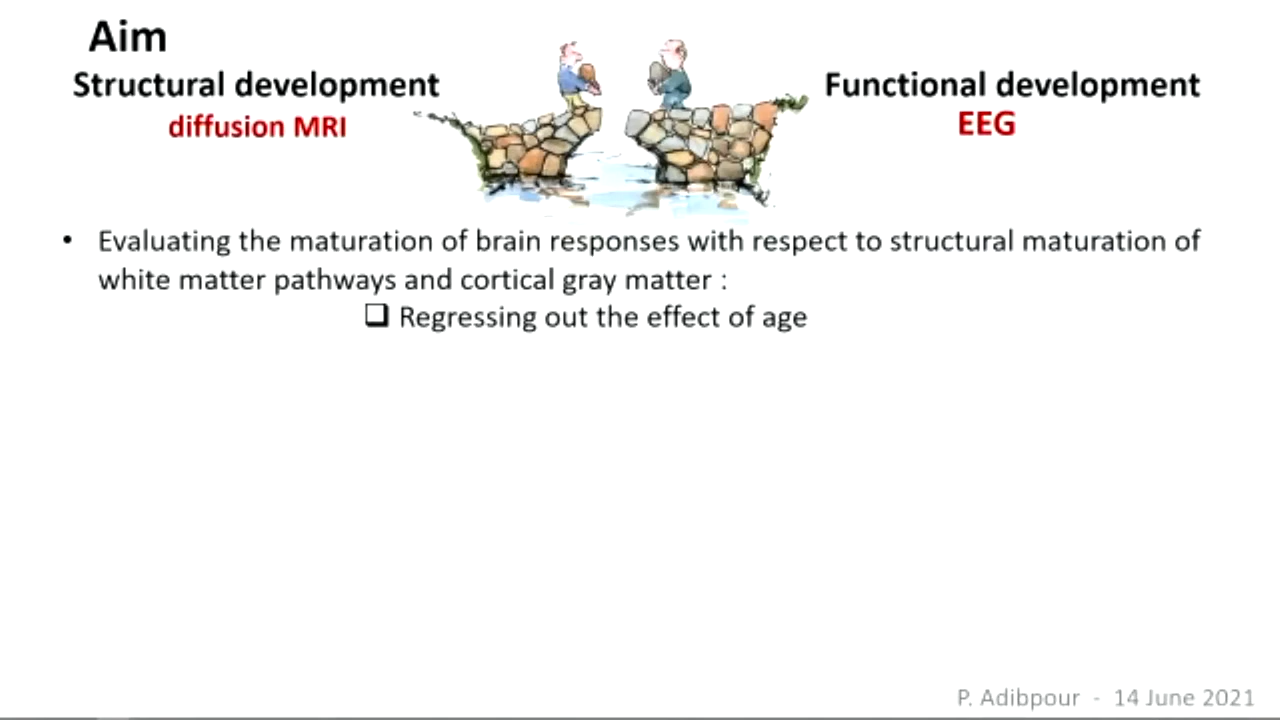 Aim
Structural development
diffusion MRI
Functional development
EEG
• Evaluating the maturation of brain responses with respect to structural maturation of
white matter pathways and cortical gray matter :
❑ Regressing out the effect of age
P. Adibpour - 14 June 2021